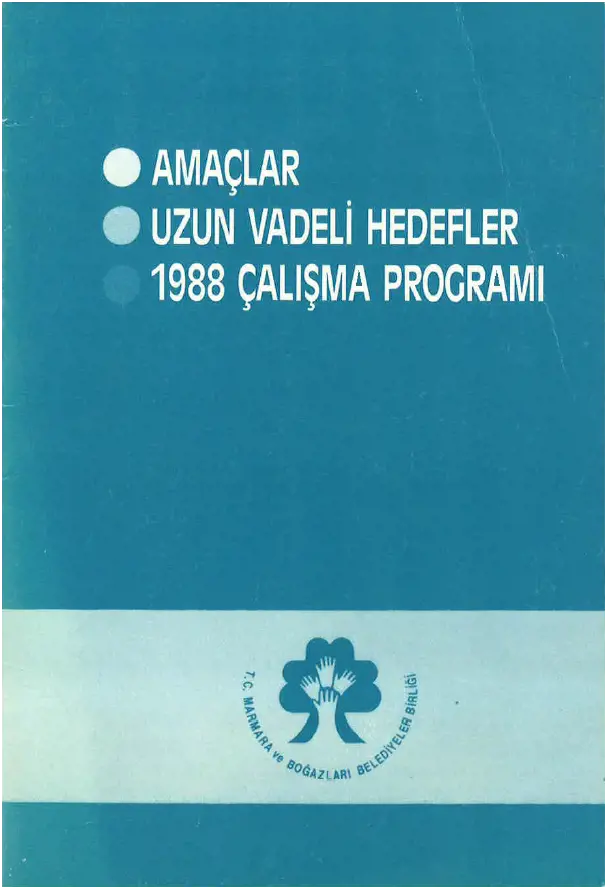 AMAÇLAR
UZUN VADELİ HEDEFLER
1988 ÇALIŞMA PROGRAMI
T.C. MARMARA ve BOĞAZLARI BELEDİYELER BİRLİĞİ